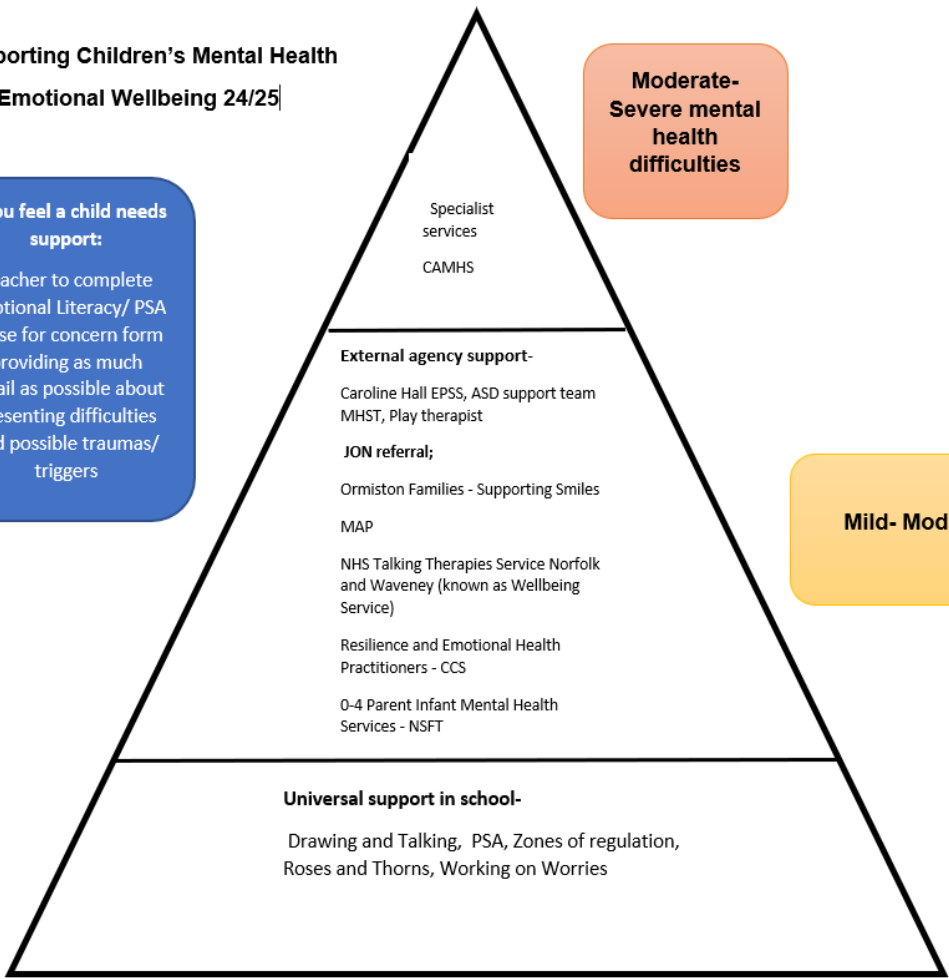 porting Children's Mental Health
Emotional Wellbeing 24/25
Moderate-
Severe mental
health
difficulties
ou feel a child needs
support:
acher to complete
otional Literacy/ PSA
se for concern form
roviding as much
ail as possible about
esenting difficulties
d possible traumas/
triggers
Specialist
services
CAMHS
External agency support-
Caroline Hall EPSS, ASD support team
MHST, Play therapist
JON referral;
Ormiston Families - Supporting Smiles
MAP
NHS Talking Therapies Service Norfolk
and Waveney (known as Wellbeing
Service)
Resilience and Emotional Health
Practitioners - CCS
0-4 Parent Infant Mental Health
Services - NSFT
Mild- Mod
Universal support in school-
Drawing and Talking, PSA, Zones of regulation,
Roses and Thorns, Working on Worries